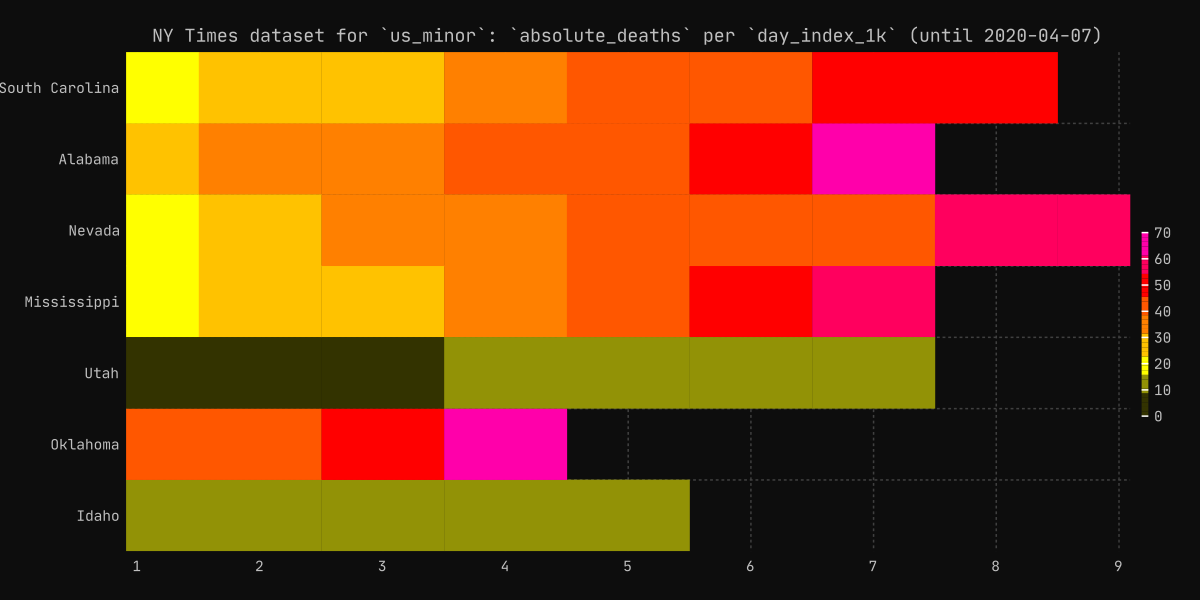 NY Times dataset for `us_minor`: `absolute_deaths` per `day_index_1k` (until 2020-04-07)
South Carolina
Alabama
Nevada
Mississippi
Utah
Oklahoma
Idaho
1 2 3 4 5 6 7 8 9
70
60
50
40
30
20
10
0